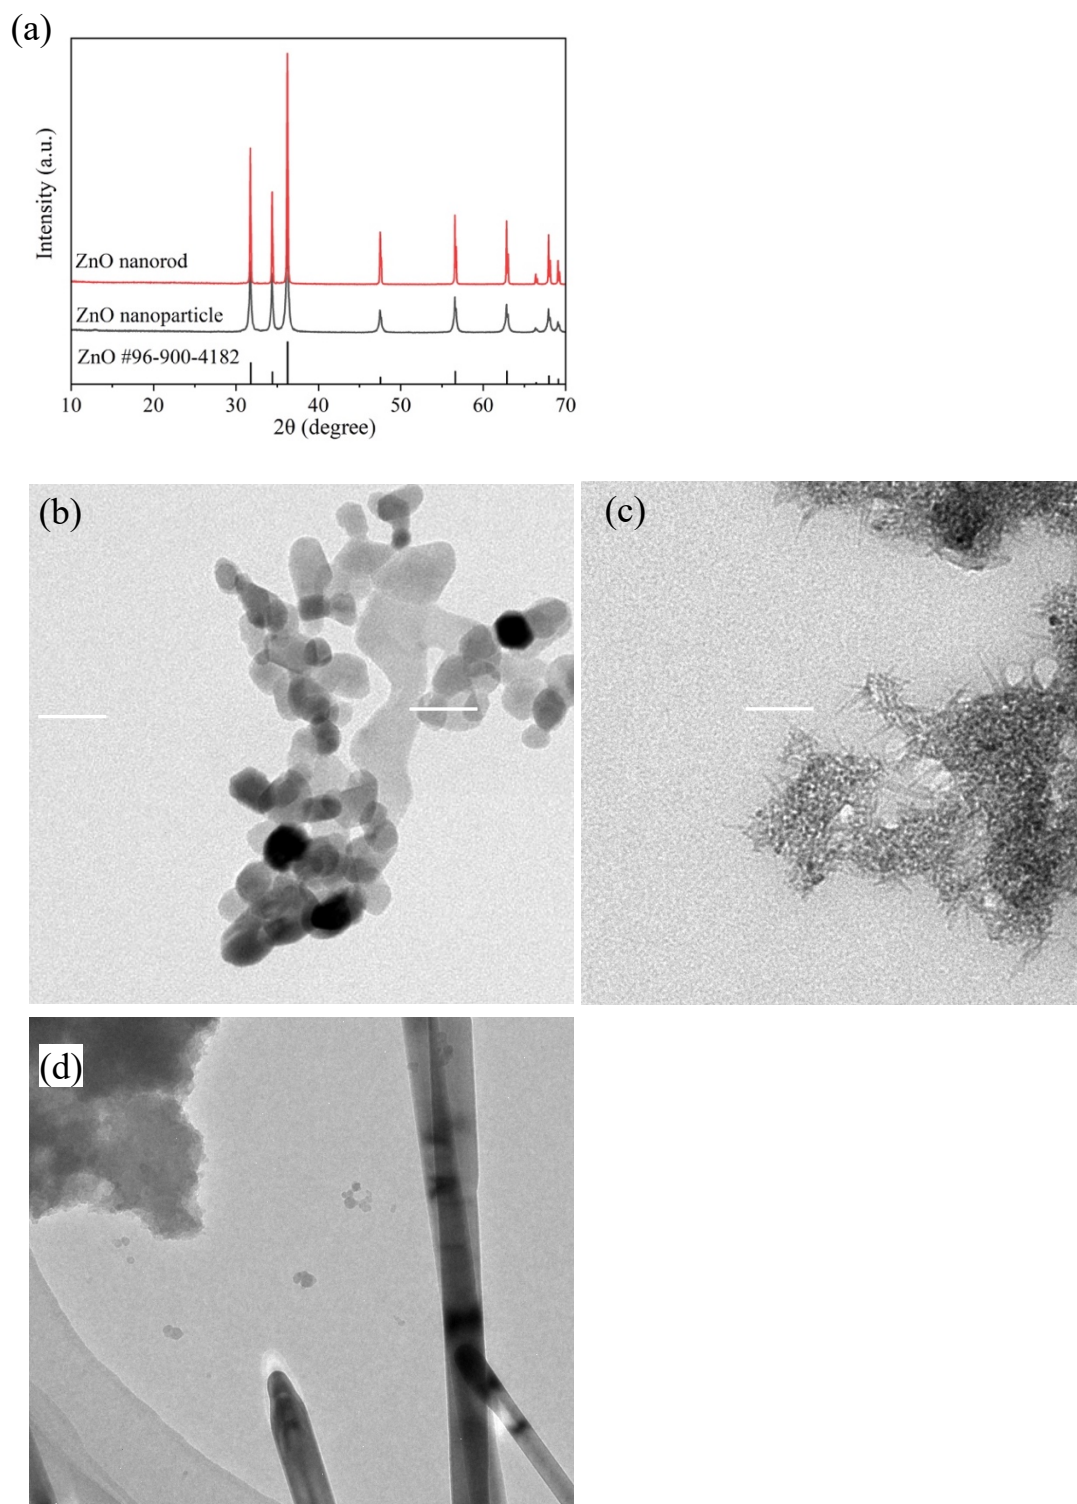 (a)
Intensity (a.u.)
ZnO nanorod
ZnO nanoparticle
ZnO #96-900-4182
10 20 30 40 50 60 70
2θ (degree)
(b)
(c)
(d)